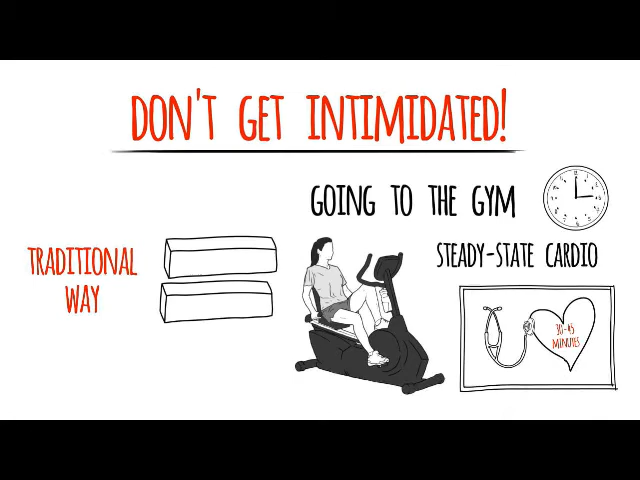 DON'T GET INTIMIDATED!
GOING TO THE GYM
TRADITIONAL
WAY
STEADY-STATE CARDIO
30-45
MINUTES